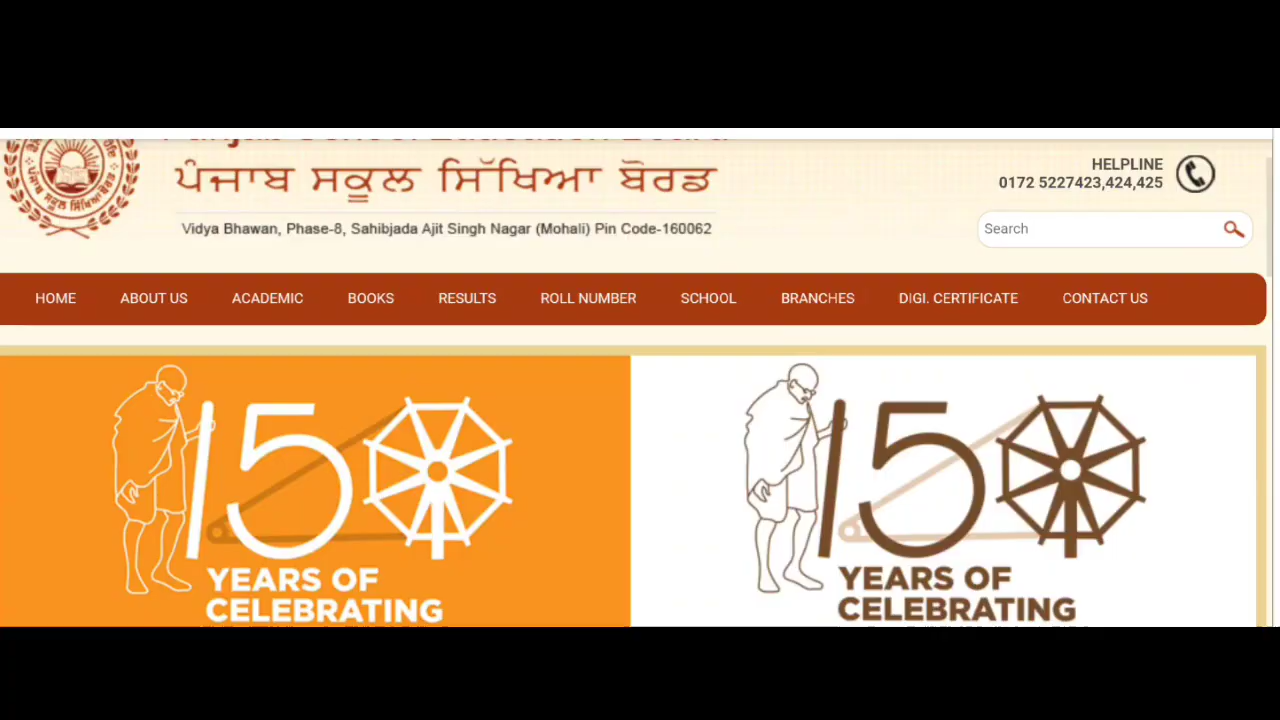 ਪੰਜਾਬ ਸਕੂਲ ਸਿੱਖਿਆ ਬੋਰਡ
Vidya Bhawan, Phase-8, Sahibjada Ajit Singh Nagar (Mohali) Pin Code-160062
HELPLINE
0172 5227423,424,425
Search
HOME ABOUT US ACADEMIC BOOKS RESULTS ROLL NUMBER SCHOOL BRANCHES DIGI. CERTIFICATE CONTACT US
150
YEARS OF
CELEBRATING
150
YEARS OF
CELEBRATING